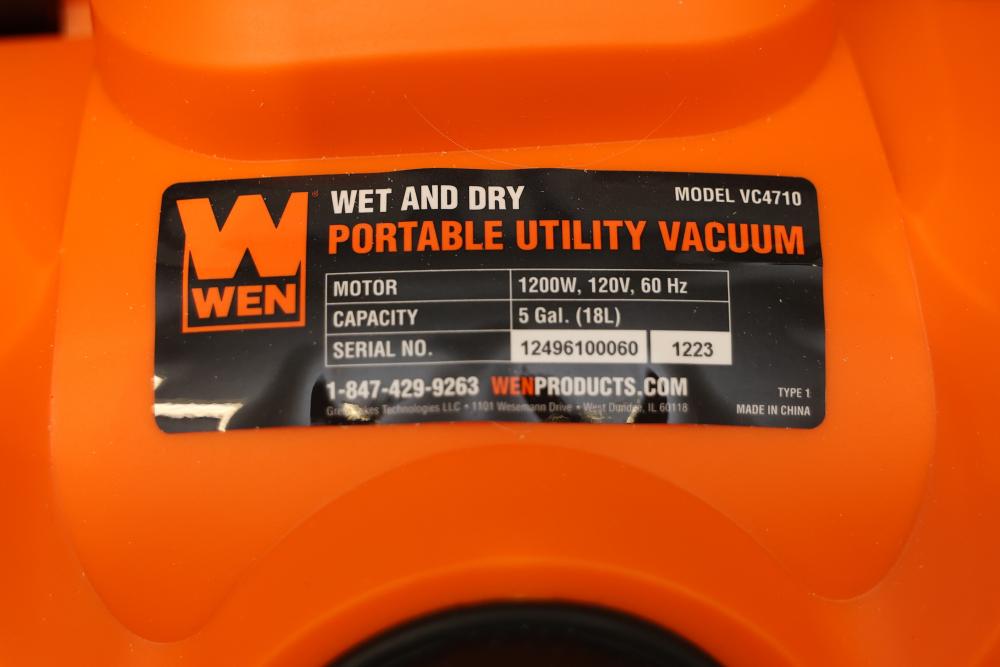 WET AND DRY MODEL VC4710
PORTABLE UTILITY VACUUM
W
WEN
MOTOR 1200W, 120V, 60 Hz
CAPACITY 5 Gal. (18L)
SERIAL NO. 12496100060 1223
1-847-429-9263 WENPRODUCTS.COM
Great Lakes Technologies LLC • 1101 Wesemann Drive • West Dundee, IL 60118
TYPE 1
MADE IN CHINA